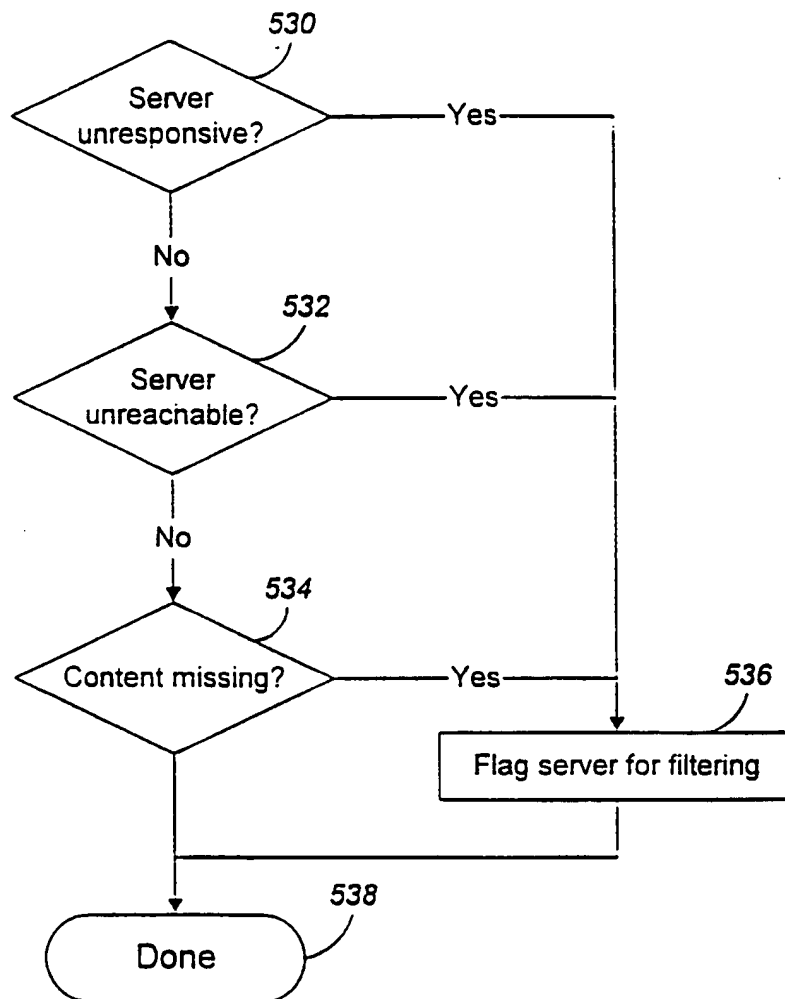 530
Server
unresponsive?
Yes
No
532
Server
unreachable?
Yes
No
534
Content missing?
Yes
536
Flag server for filtering
538
Done